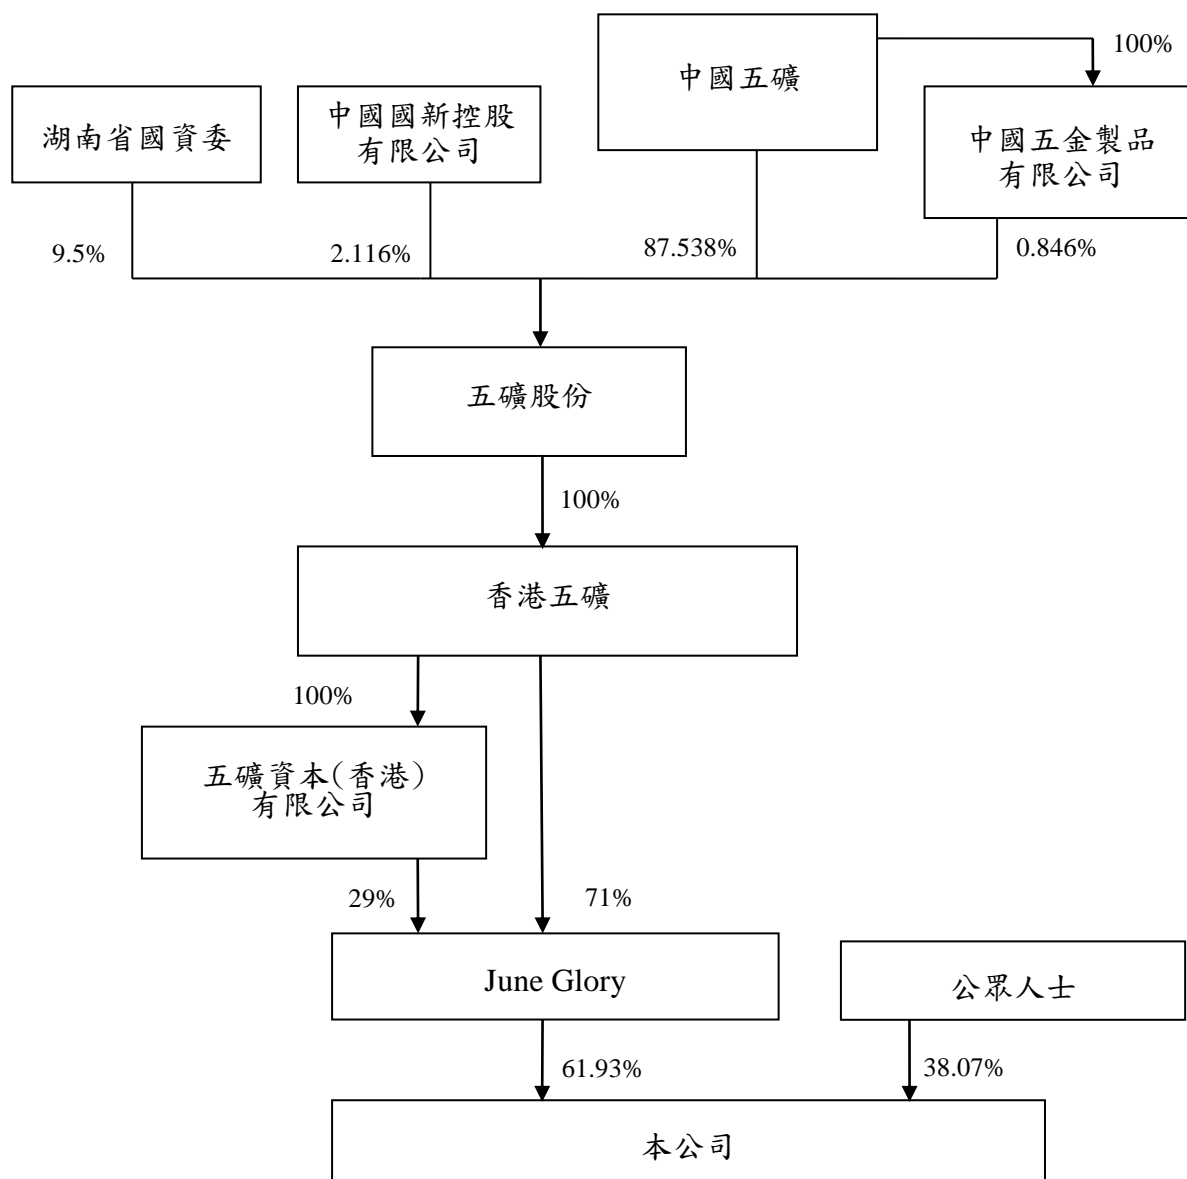 中國五礦
100%
湖南省國資委
中國國新控股
有限公司
中國五金製品
有限公司
9.5%
2.116%
87.538%
0.846%
五礦股份
100%
香港五礦
100%
五礦資本(香港)
有限公司
29%
71%
June Glory
公眾人士
61.93%
38.07%
本公司